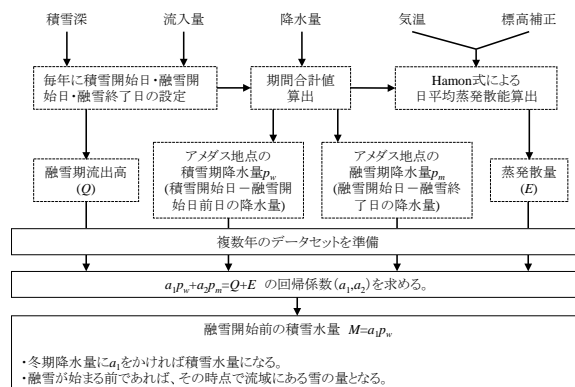 積雪深
流入量
降水量
気温
標高補正
毎年に積雪開始日・融雪開
始日・融雪終了日の設定
期間合計値
算出
Hamon式による
日平均蒸発散能算出
融雪期流出高
(Q)
アメダス地点の
積雪期降水量pw
(積雪開始日－融雪開
始日前日の降水量)
アメダス地点の
融雪期降水量pm
(融雪開始日－融雪終
了日の降水量)
蒸発散量
(E)
複数年のデータセットを準備
a1pw+a2pm=Q+E の回帰係数(a1,a2)を求める。
融雪開始前の積雪水量 M=a1pw
・冬期降水量にa1をかければ積雪水量になる。
・融雪が始まる前であれば、その時点で流域にある雪の量となる。